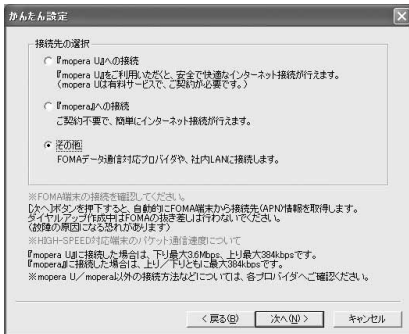 かんたん設定
接続先の選択
『mopera U』への接続
『mopera U』をご利用いただくと、安全で快適なインターネット接続が行えます。
(mopera Uは有料サービスで、ご契約が必要です。)
『mopera』への接続
ご契約不要で、簡単にインターネット接続が行えます。
その他
FOMAデータ通信対応プロバイダや、社内LANに接続します。
※FOMA端末の接続を確認してください。
[次へ]ボタンを押下すると、自動的にFOMA端末から接続先(APN)情報を取得します。
ダイヤルアップ作成中はFOMAの抜き差しは行わないでください。
(故障の原因になる恐れがあります)
※HIGH-SPEED対応端末のパケット通信速度について
『mopera U』に接続した場合は、下り最大3.6Mbps、上り最大384kbpsです。
『mopera』に接続した場合は、上り/下りともに最大384kbpsです。
※mopera U/mopera以外の接続方法などについては、各プロバイダへご確認ください。
< 戻る(B)
次へ(N) >
キャンセル